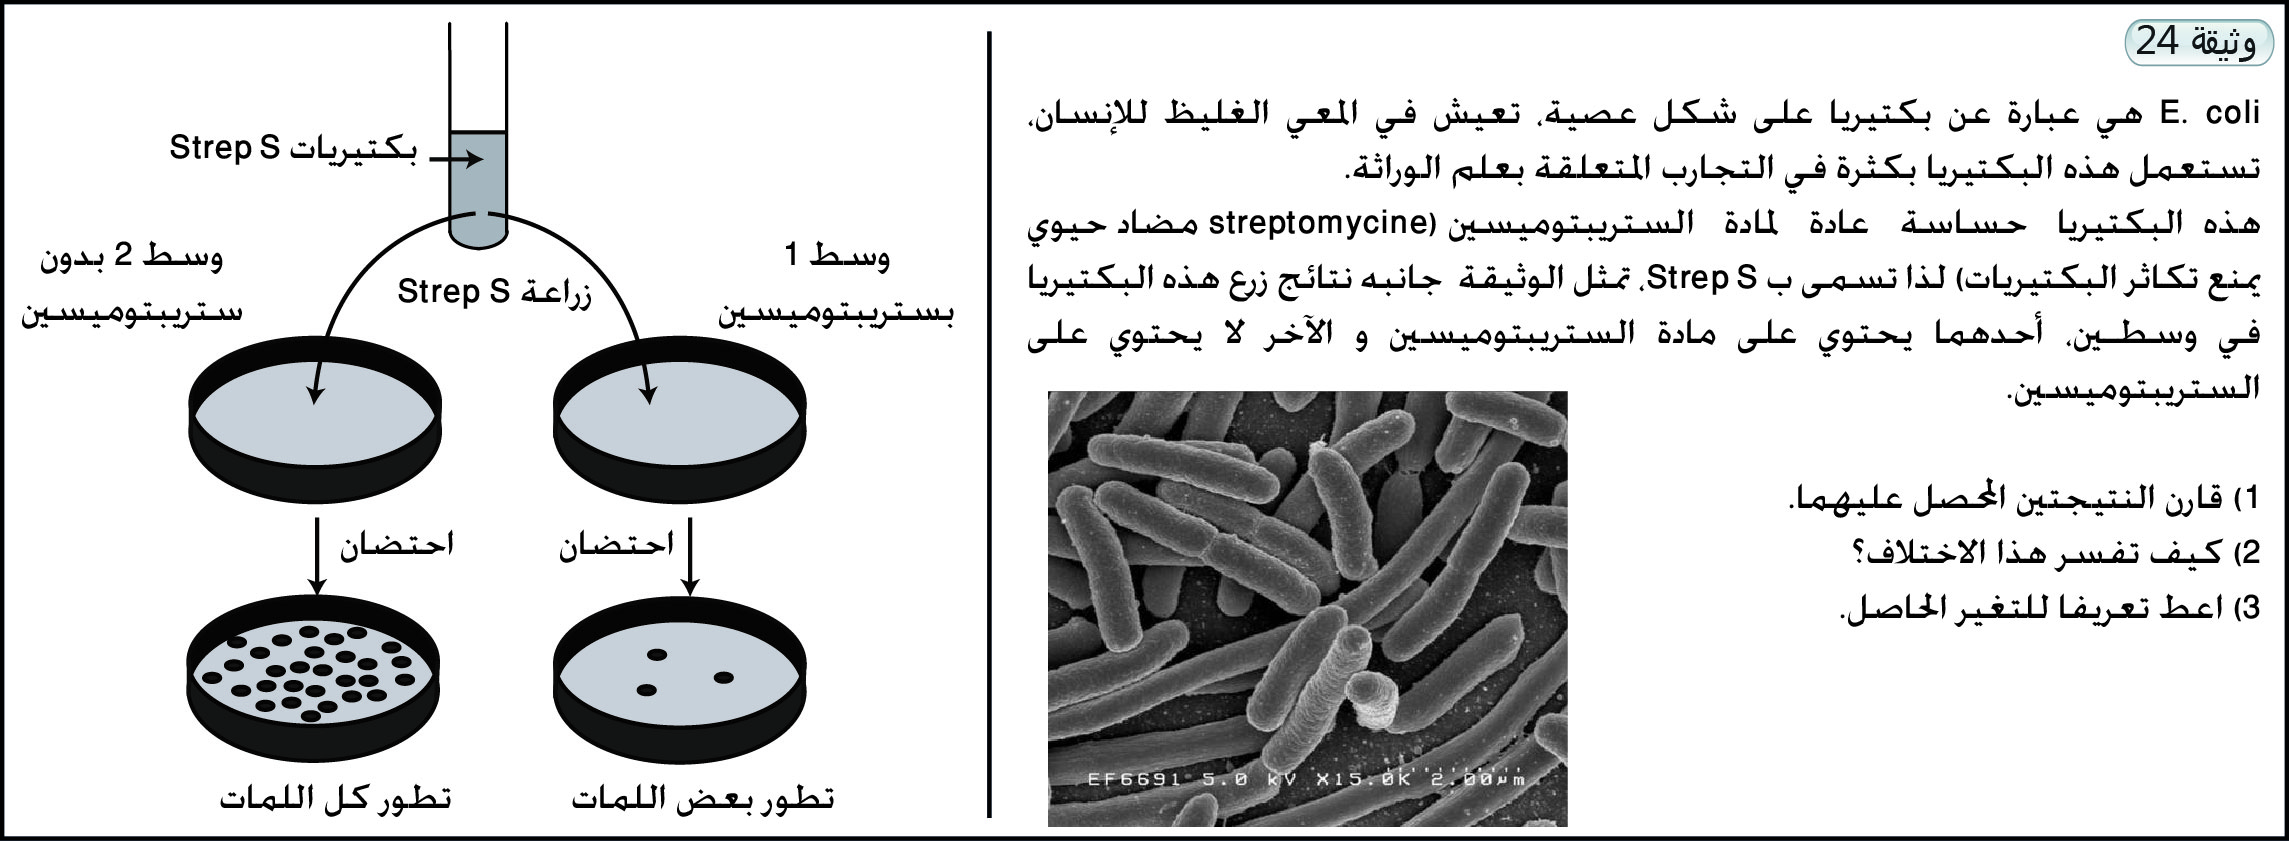 وثيقة 24
E. coli هي عبارة عن بكتيريا على شكل عصية، تعيش في المعي الغليظ للإنسان،
تستعمل هذه البكتيريا بكثرة في التجارب المتعلقة بعلم الوراثة.
هذه البكتيريا حساسة عادة لمادة الستريبتوميسين (streptomycine مضاد حيوي
يمنع تكاثر البكتيريات) لذا تسمى ب Strep S، تمثل الوثيقة جانبه نتائج زرع هذه البكتيريا
في وسطين، أحدهما يحتوي على مادة الستريبتوميسين و الآخر لا يحتوي على
الستريبتوميسين.
1) قارن النتيجتين المحصل عليهما.
2) كيف تفسر هذا الاختلاف؟
3) اعط تعريفا للتغير الحاصل.
EF6691 5.0 kV X15.0K 2.00µm
بكتيريات Strep S
زراعة Strep S
وسط 1
بستريبتوميسين
وسط 2 بدون
ستريبتوميسين
احتضان
احتضان
تطور بعض اللمات
تطور كل اللمات